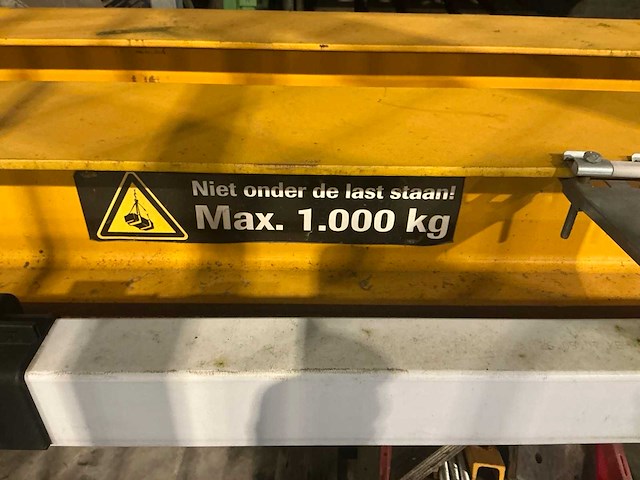 Niet onder de last staan!
Max. 1.000 kg